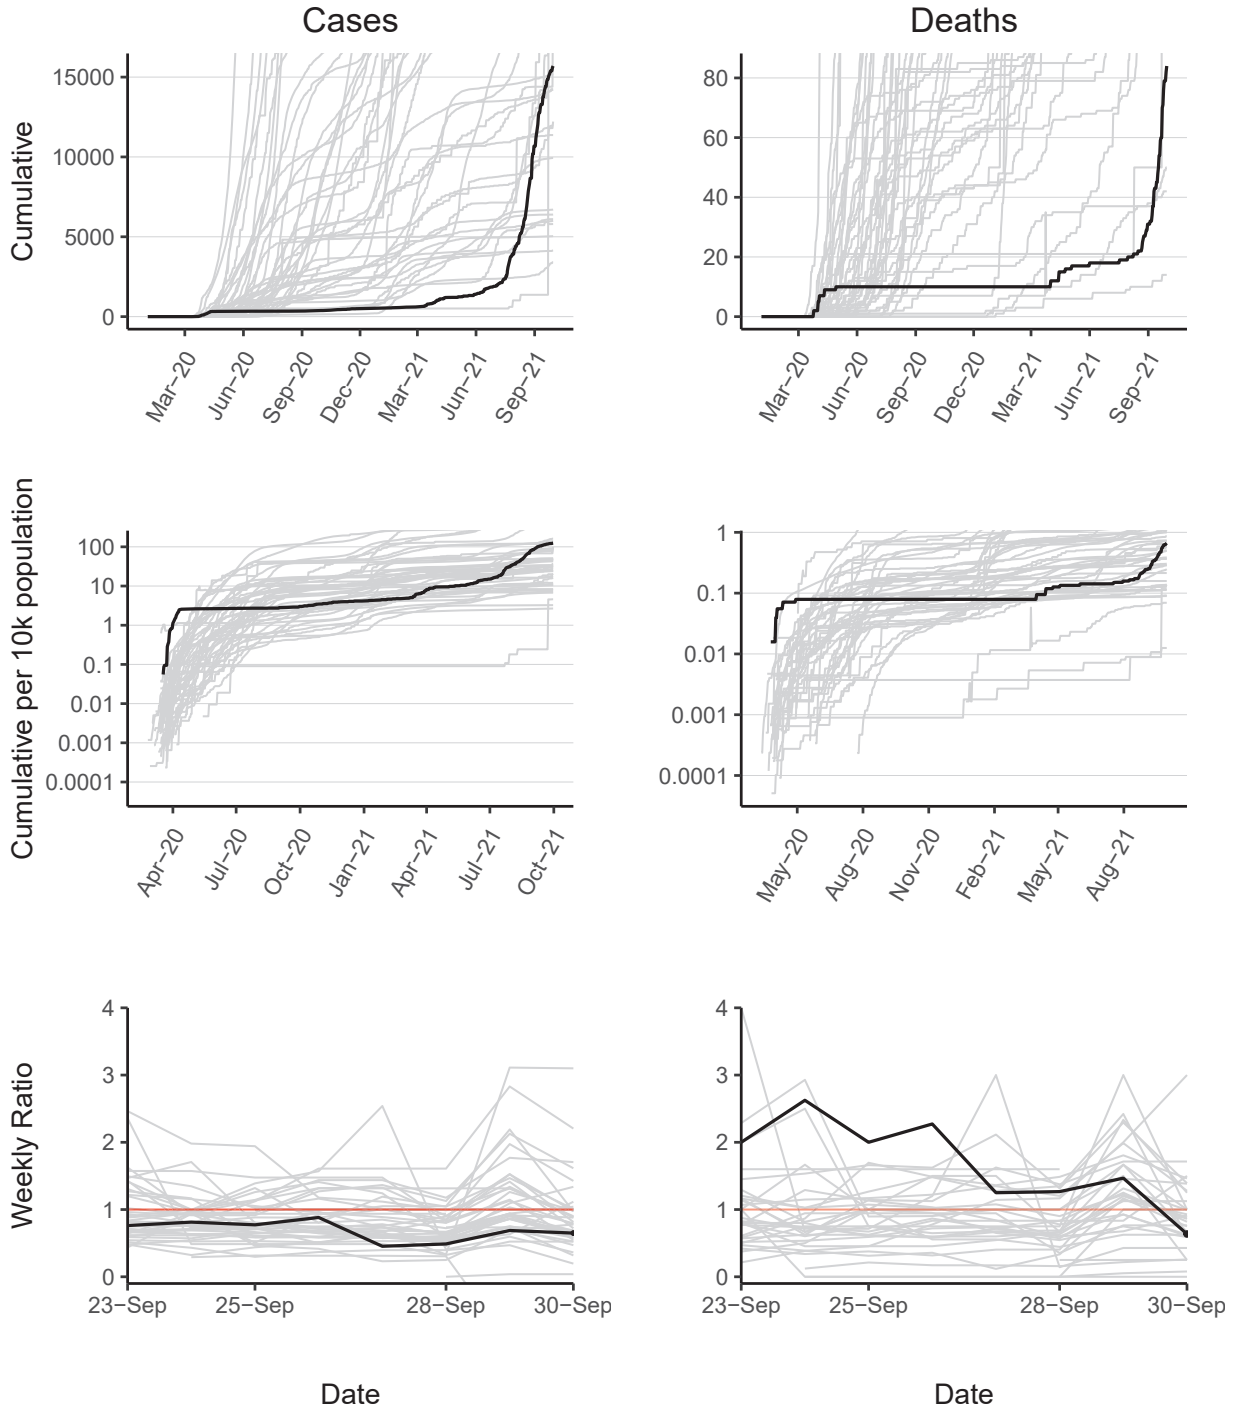 Cases
Deaths
Cumulative
15000
10000
5000
0
Mar−20
Jun−20
Sep−20
Dec−20
Mar−21
Jun−21
Sep−21
80
60
40
20
0
Mar−20
Jun−20
Sep−20
Dec−20
Mar−21
Jun−21
Sep−21
Cumulative per 10k population
100
10
1
0.1
0.01
0.001
0.0001
Apr−20
Jul−20
Oct−20
Jan−21
Apr−21
Jul−21
Oct−21
1
0.1
0.01
0.001
0.0001
May−20
Aug−20
Nov−20
Feb−21
May−21
Aug−21
Weekly Ratio
4
3
2
1
0
23−Sep
25−Sep
28−Sep
30−Sep
4
3
2
1
0
23−Sep
25−Sep
28−Sep
30−Sep
Date
Date